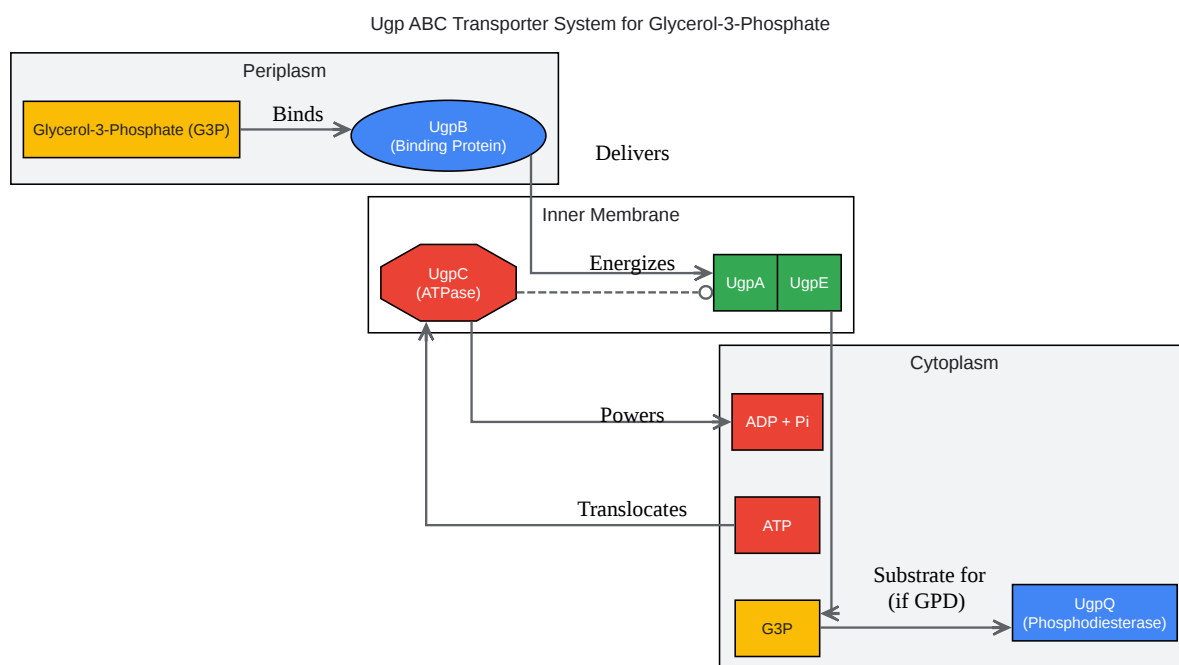 Ugp ABC Transporter System for Glycerol-3-Phosphate
Periplasm
Glycerol-3-Phosphate (G3P)
Binds
UgpB
(Binding Protein)
Delivers
Inner Membrane
UgpC
(ATPase)
Energizes
UgpA
UgpE
Cytoplasm
Powers
ADP + Pi
Translocates
ATP
Substrate for
(if GPD)
G3P
UgpQ
(Phosphodiesterase)